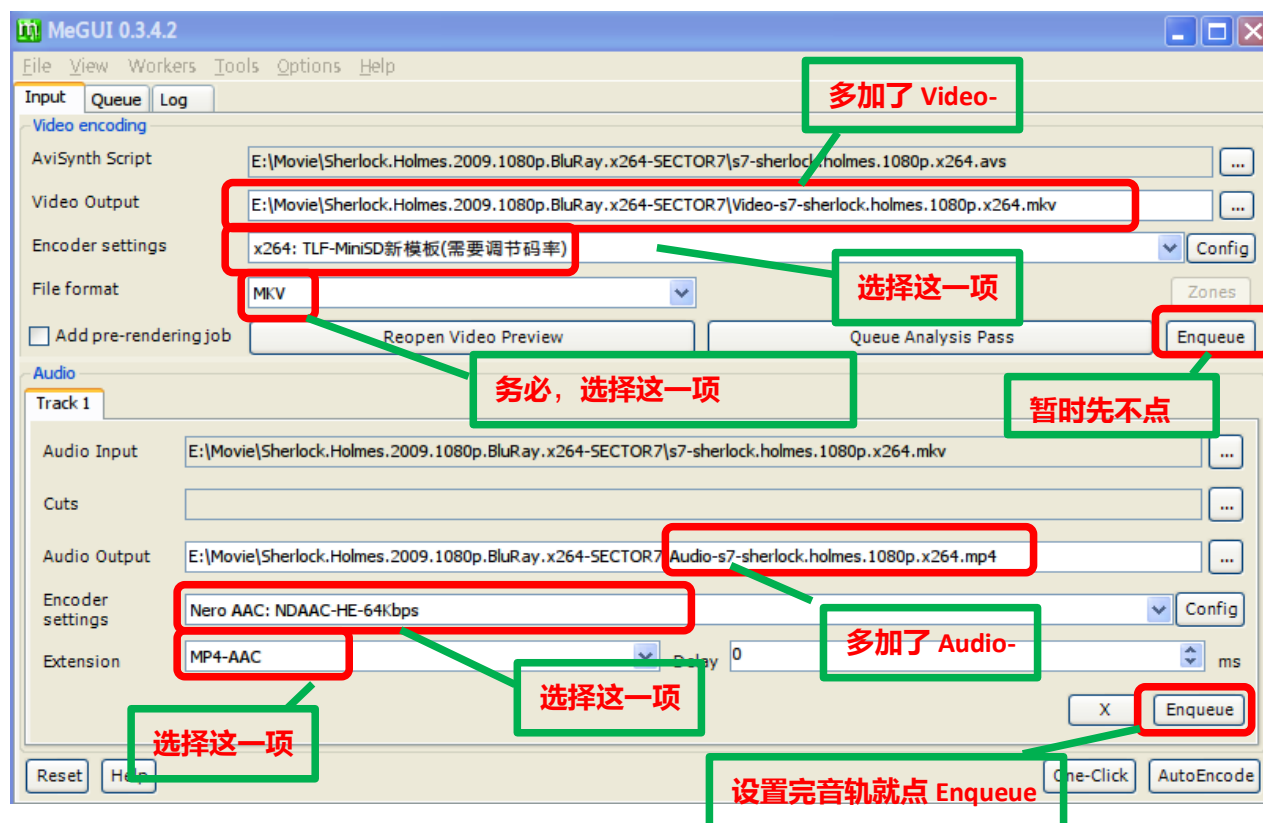 MeGUI 0.3.4.2
File View Workers Tools Options Help
Input Queue Log
多加了 Video-
Video encoding
AviSynth Script
E:\Movie\Sherlock.Holmes.2009.1080p.BluRay.x264-SECTOR7\s7-sherlock.holmes.1080p.x264.avs
...
Video Output
E:\Movie\Sherlock.Holmes.2009.1080p.BluRay.x264-SECTOR7\Video-s7-sherlock.holmes.1080p.x264.mkv
...
Encoder settings
x264: TLF-MiniSD新模板(需要调节码率)
Config
选择这一项
File format
MKV
Zones
Add pre-rendering job
Reopen Video Preview
Queue Analysis Pass
Enqueue
务必，选择这一项
暂时先不点
Audio
Track 1
Audio Input
E:\Movie\Sherlock.Holmes.2009.1080p.BluRay.x264-SECTOR7\s7-sherlock.holmes.1080p.x264.mkv
...
Cuts
...
Audio Output
E:\Movie\Sherlock.Holmes.2009.1080p.BluRay.x264-SECTOR7\Audio-s7-sherlock.holmes.1080p.x264.mp4
...
Encoder
settings
Nero AAC: NDAAC-HE-64Kbps
Config
多加了 Audio-
Extension
MP4-AAC
Delay
0
ms
选择这一项
选择这一项
X
Enqueue
Reset
Help
设置完音轨就点 Enqueue
One-Click
AutoEncode